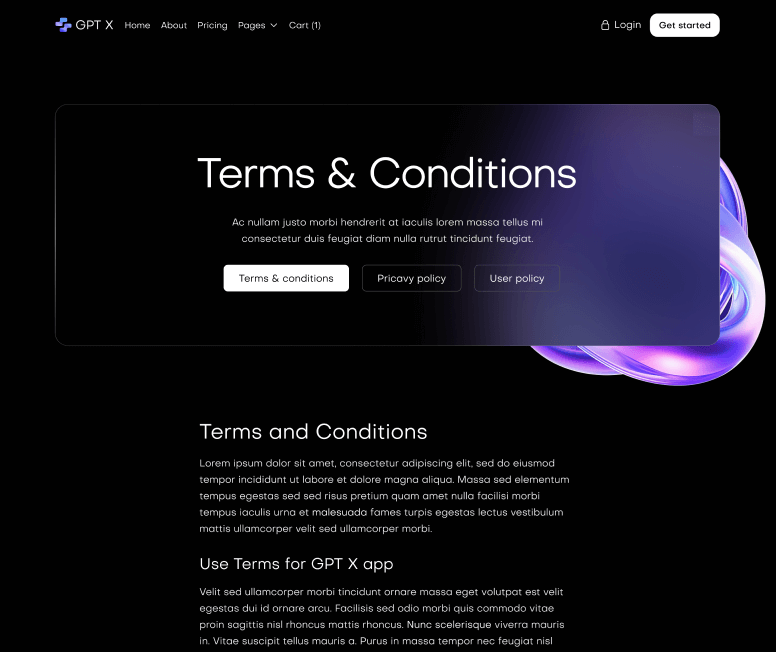 GPT X
Home About Pricing Pages Cart (1)
Login Get started
Terms & Conditions
Ac nullam justo morbi hendrerit at iaculis lorem massa tellus mi
consectetur duis feugiat diam nulla rutrut tincidunt feugiat.
Terms & conditions Pricavy policy User policy
Terms and Conditions
Lorem ipsum dolor sit amet, consectetur adipiscing elit, sed do eiusmod
tempor incididunt ut labore et dolore magna aliqua. Massa sed elementum
tempus egestas sed sed risus pretium quam amet nulla facilisi morbi
tempus iaculis urna et malesuada fames turpis egestas lectus vestibulum
mattis ullamcorper velit sed ullamcorper morbi.
Use Terms for GPT X app
Velit sed ullamcorper morbi tincidunt ornare massa eget volutpat est velit
egestas dui id ornare arcu. Facilisis sed odio morbi quis commodo vitae
proin sagittis nisl rhoncus mattis rhoncus. Nunc scelerisque viverra mauris
in. Vitae suscipit tellus mauris a. Purus in massa tempor nec feugiat nisl